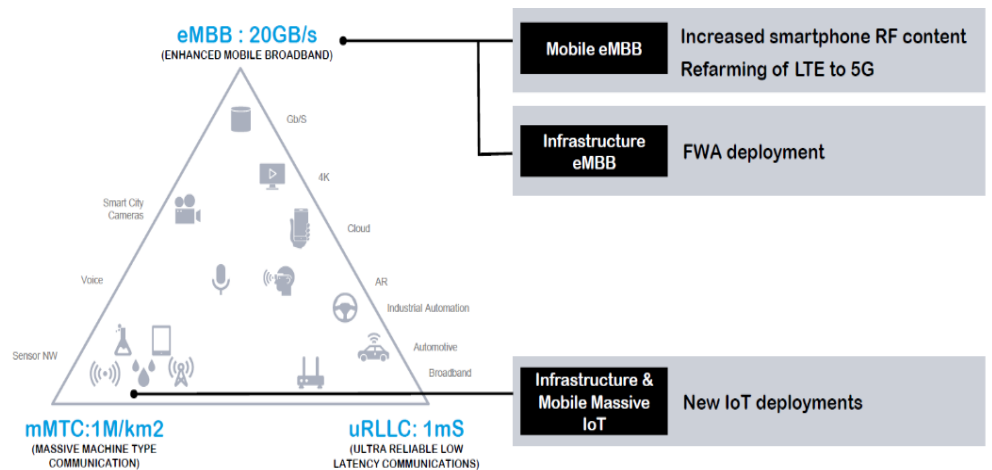 eMBB : 20GB/s
(ENHANCED MOBILE BROADBAND)
Mobile eMBB
Increased smartphone RF content
Refarming of LTE to 5G
Infrastructure
eMBB
FWA deployment
Gb/S
4K
Smart City
Cameras
Cloud
Voice
AR
Industrial Automation
Sensor NW
Automotive
Broadband
Infrastructure &
Mobile Massive
IoT
New IoT deployments
mMTC:1M/km2
(MASSIVE MACHINE TYPE
COMMUNICATION)
uRLLC: 1mS
(ULTRA RELIABLE LOW
LATENCY COMMUNICATIONS)